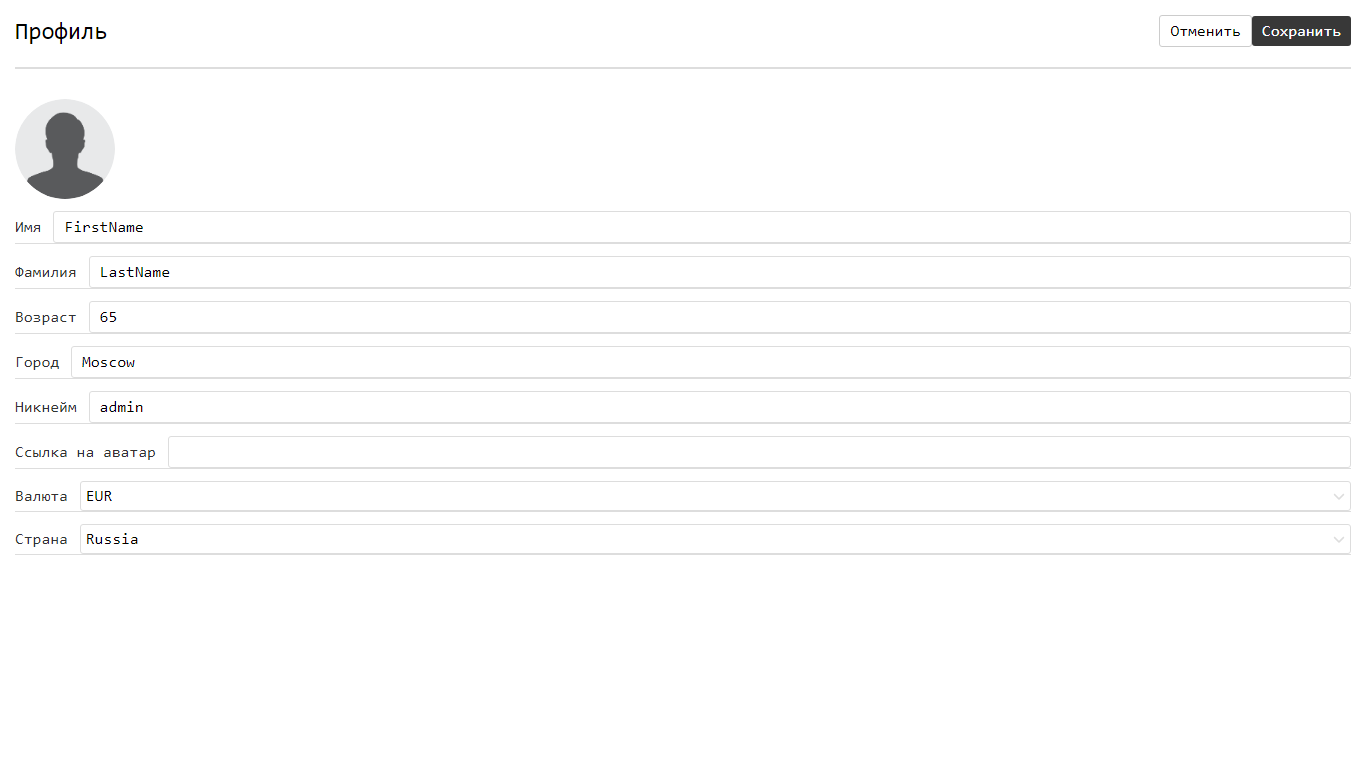 Профиль
Отменить Сохранить
Имя FirstName
Фамилия LastName
Возраст 65
Город Moscow
Никнейм admin
Ссылка на аватар
Валюта EUR
Страна Russia